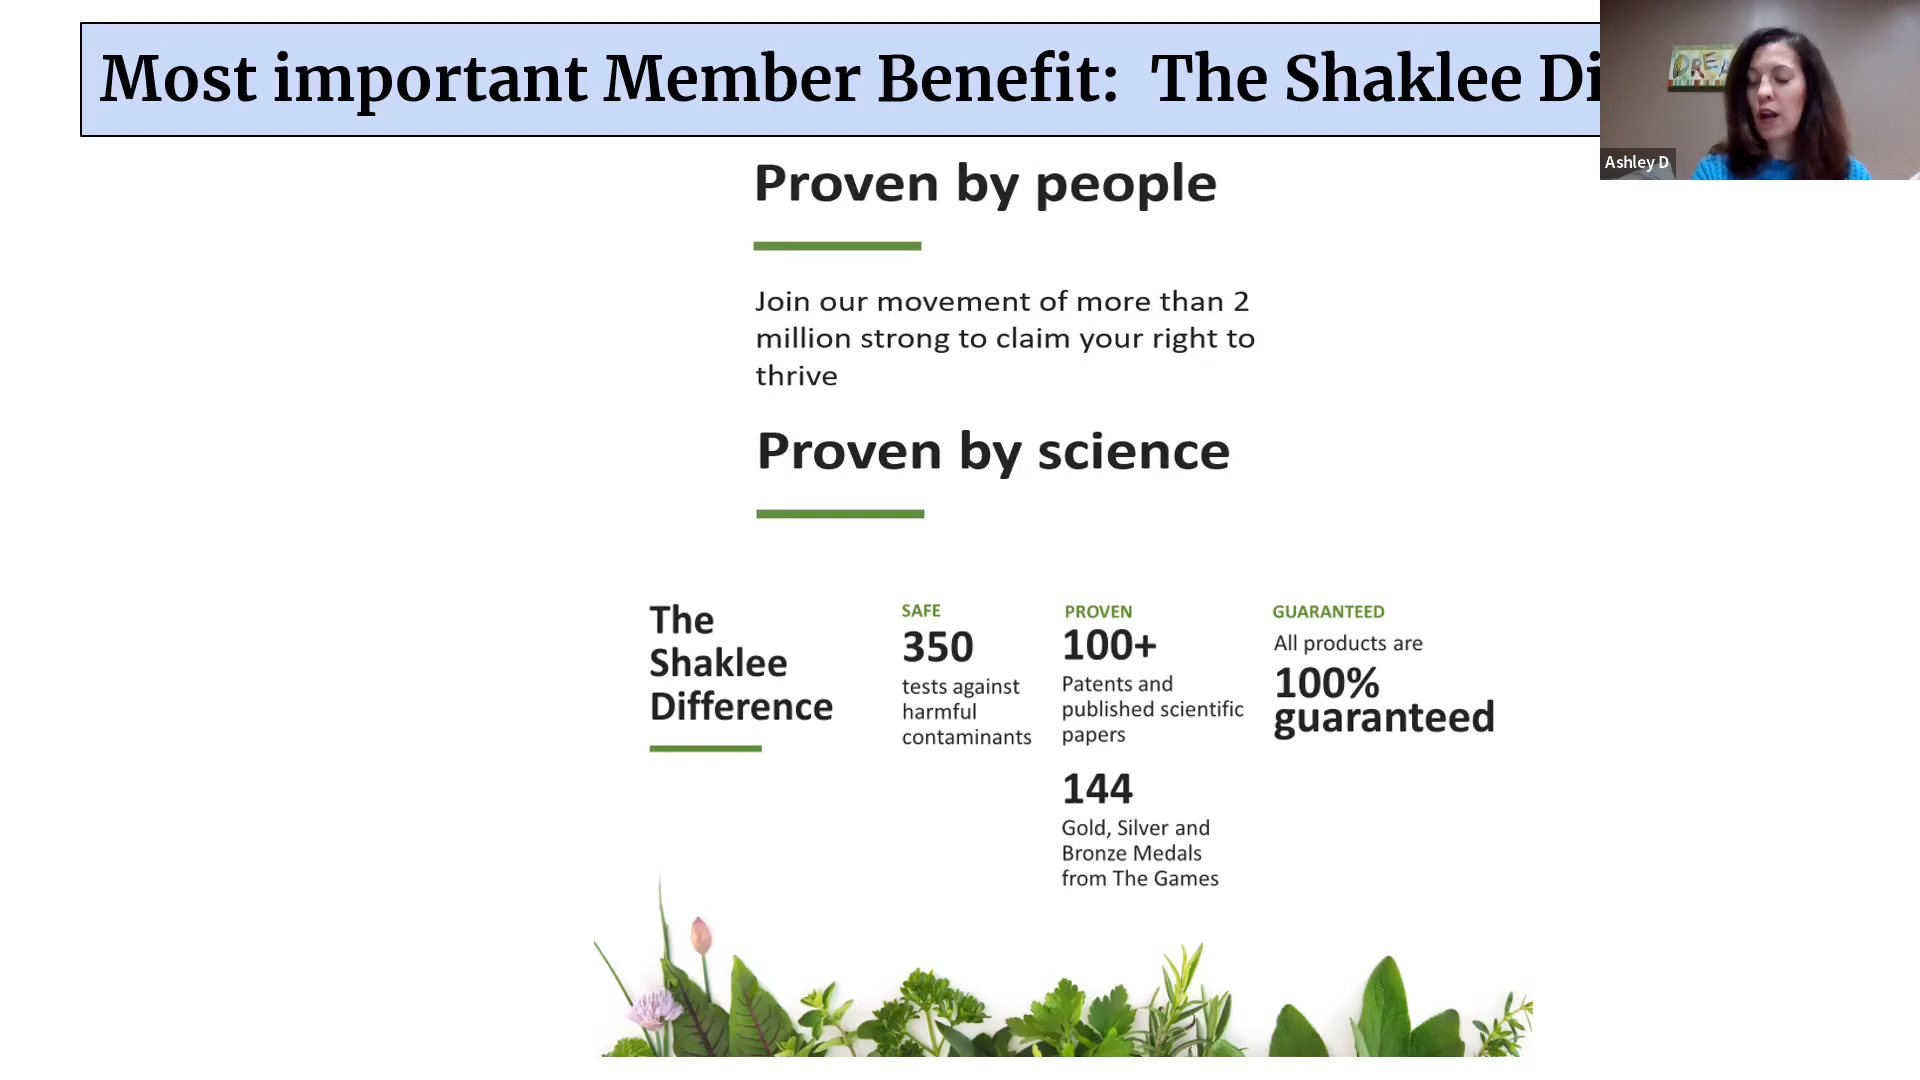 Most important Member Benefit: The Shaklee Di
Ashley D
Proven by people
Join our movement of more than 2
million strong to claim your right to
thrive
Proven by science
The
Shaklee
Difference
SAFE
350
tests against
harmful
contaminants
PROVEN
100+
Patents and
published scientific
papers
144
Gold, Silver and
Bronze Medals
from The Games
GUARANTEED
All products are
100%
guaranteed